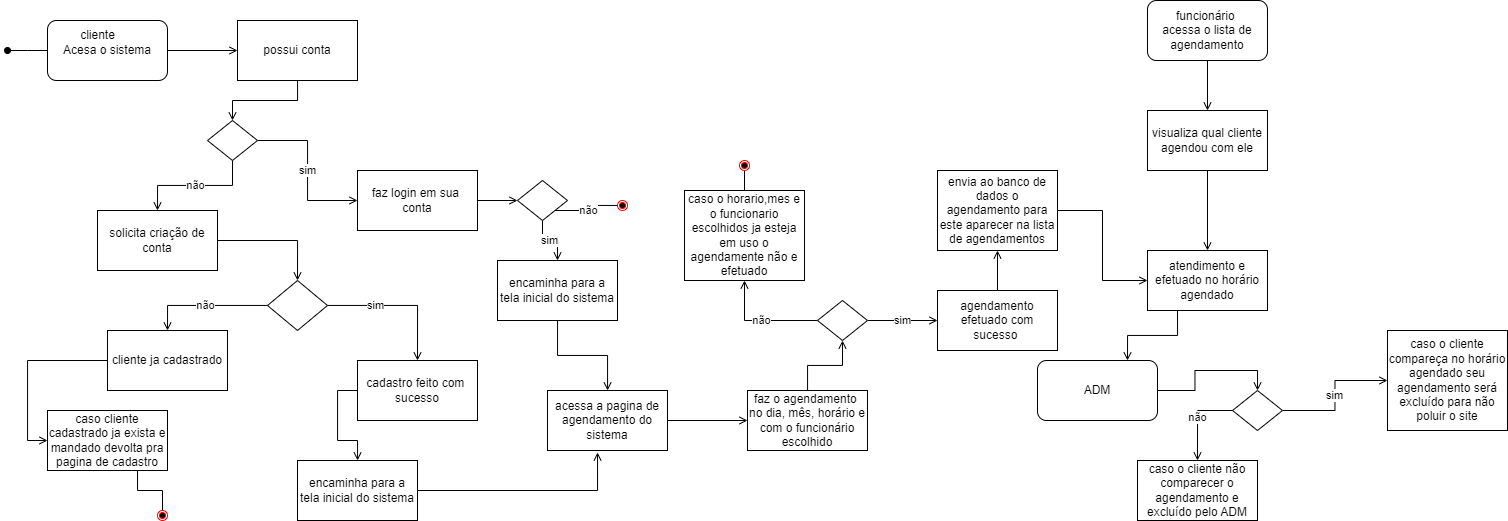 cliente
Acesa o sistema
possui conta
não
sim
solicita criação de
conta
faz login em sua
conta
não
sim
encaminha para a
tela inicial do sistema
não
sim
cliente ja cadastrado
caso cliente
cadastrado ja exista e
mandado devolta pra
pagina de cadastro
cadastro feito com
sucesso
encaminha para a
tela inicial do sistema
acessa a pagina de
agendamento do
sistema
faz o agendamento
no dia, mês, horário e
com o funcionário
escolhido
não
sim
caso o horario,mes e
o funcionario
escolhidos ja esteja
em uso o
agendamente não e
efetuado
agendamento
efetuado com
sucesso
envia ao banco de
dados o
agendamento para
este aparecer na lista
de agendamentos
funcionário
acessa o lista de
agendamento
visualiza qual cliente
agendou com ele
atendimento e
efetuado no horário
agendado
ADM
não
sim
caso o cliente não
comparecer o
agendamento e
excluído pelo ADM
caso o cliente
compareça no horário
agendado seu
agendamento será
excluído para não
poluir o site